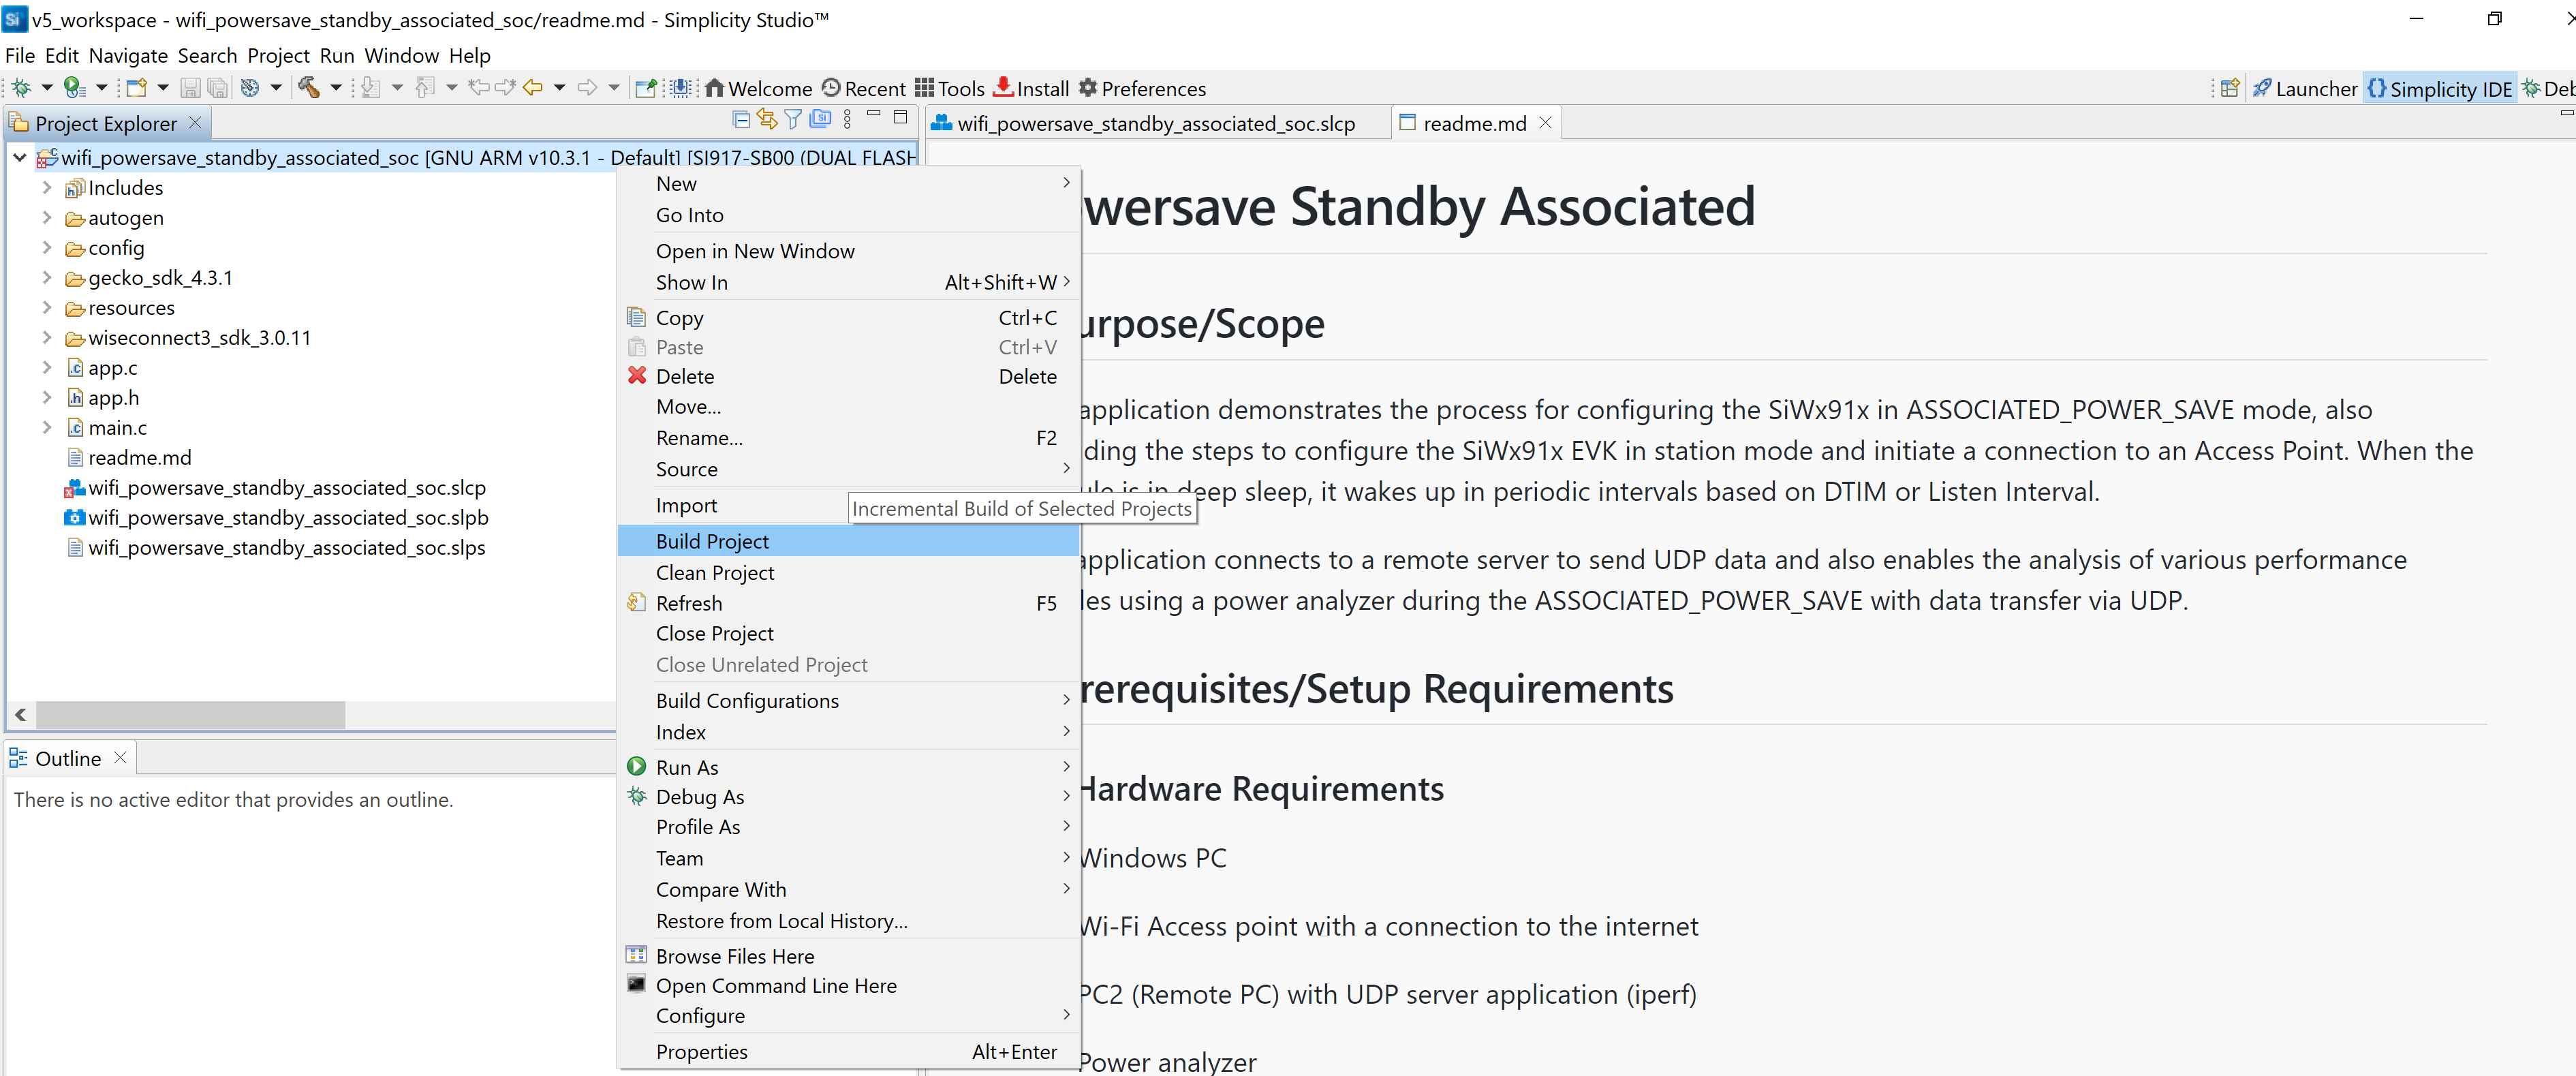 v5_workspace - wifi_powersave_standby_associated_soc/readme.md - Simplicity Studio™
File Edit Navigate Search Project Run Window Help
Welcome Recent Tools Install Preferences Launcher {} Simplicity IDE Deb
Project Explorer
wifi_powersave_standby_associated_soc [GNU ARM v10.3.1 - Default] [SI917-SB00 (DUAL FLASH
Includes
autogen
config
gecko_sdk_4.3.1
resources
wiseconnect3_sdk_3.0.11
app.c
app.h
main.c
readme.md
wifi_powersave_standby_associated_soc.slcp
wifi_powersave_standby_associated_soc.slpb
wifi_powersave_standby_associated_soc.slps
Outline
There is no active editor that provides an outline.
New
Go Into
Open in New Window
Show In Alt+Shift+W
Copy Ctrl+C
Paste Ctrl+V
Delete Delete
Move...
Rename... F2
Source
Import
Incremental Build of Selected Projects
Build Project
Clean Project
Refresh F5
Close Project
Close Unrelated Project
Build Configurations
Index
Run As
Debug As
Profile As
Team
Compare With
Restore from Local History...
Browse Files Here
Open Command Line Here
Configure
Properties Alt+Enter
wifi_powersave_standby_associated_soc.slcp
readme.md
wersave Standby Associated
urpose/Scope
application demonstrates the process for configuring the SiWx91x in ASSOCIATED_POWER_SAVE mode, also
ding the steps to configure the SiWx91x EVK in station mode and initiate a connection to an Access Point. When the
is in deep sleep, it wakes up in periodic intervals based on DTIM or Listen Interval.
application connects to a remote server to send UDP data and also enables the analysis of various performance
les using a power analyzer during the ASSOCIATED_POWER_SAVE with data transfer via UDP.
rerequisites/Setup Requirements
Hardware Requirements
Windows PC
Wi-Fi Access point with a connection to the internet
PC2 (Remote PC) with UDP server application (iperf)
Power analyzer